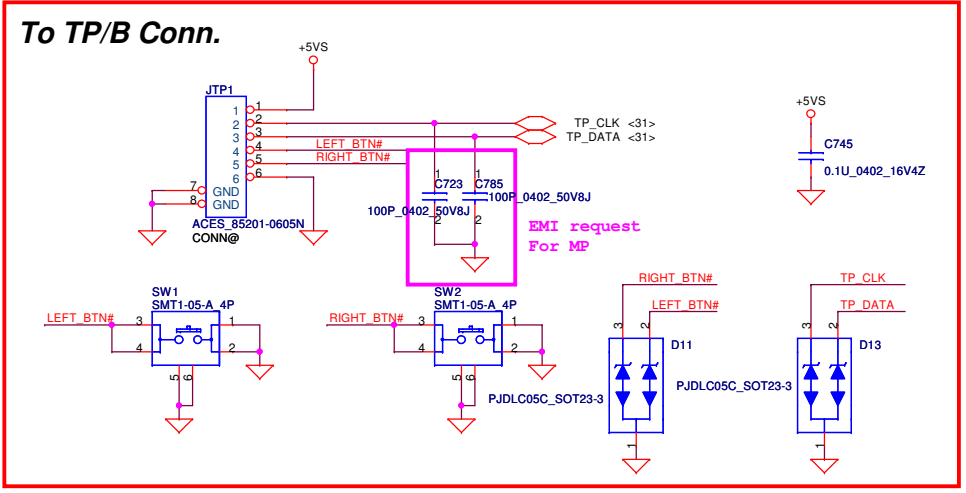 To TP/B Conn.
+5VS
JTP1
1 1
2 2
3 3
4 4
5 5
6 6
7 GND
8 GND
ACES_85201-0605N
CONN@
TP_CLK <31>
TP_DATA <31>
LEFT_BTN#
RIGHT_BTN#
1 1
C723 C785
100P_0402_50V8J
100P_0402_50V8J
2 2
EMI request
For MP
+5VS
C745
0.1U_0402_16V4Z
SW1
SMT1-05-A_4P
LEFT_BTN#
3 1
4 2
5 6
SW2
SMT1-05-A_4P
RIGHT_BTN#
3 1
4 2
5 6
RIGHT_BTN#
LEFT_BTN#
3 2
D11
PJDLC05C_SOT23-3
1
TP_CLK
TP_DATA
3 2
D13
PJDLC05C_SOT23-3
1